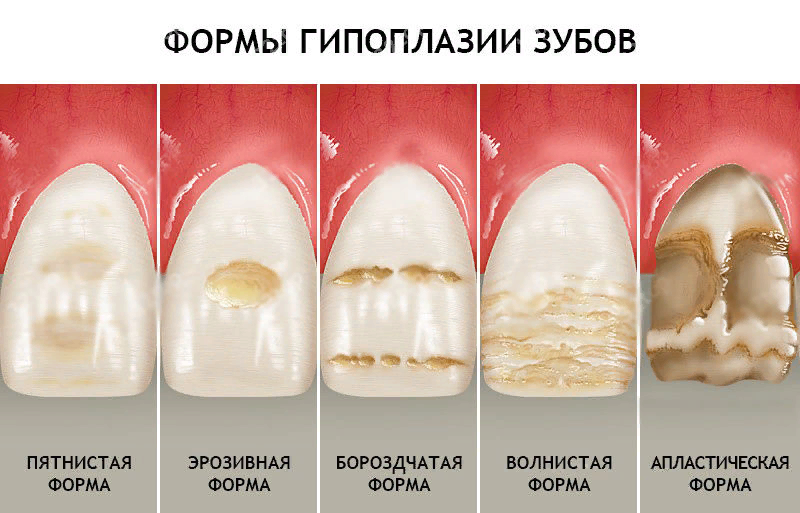 ФОРМЫ ГИПОПЛАЗИИ ЗУБОВ
ПЯТНИСТАЯ
ФОРМА
ЭРОЗИВНАЯ
ФОРМА
БОРОЗДЧАТАЯ
ФОРМА
ВОЛНИСТАЯ
ФОРМА
АПЛАСТИЧЕСКАЯ
ФОРМА